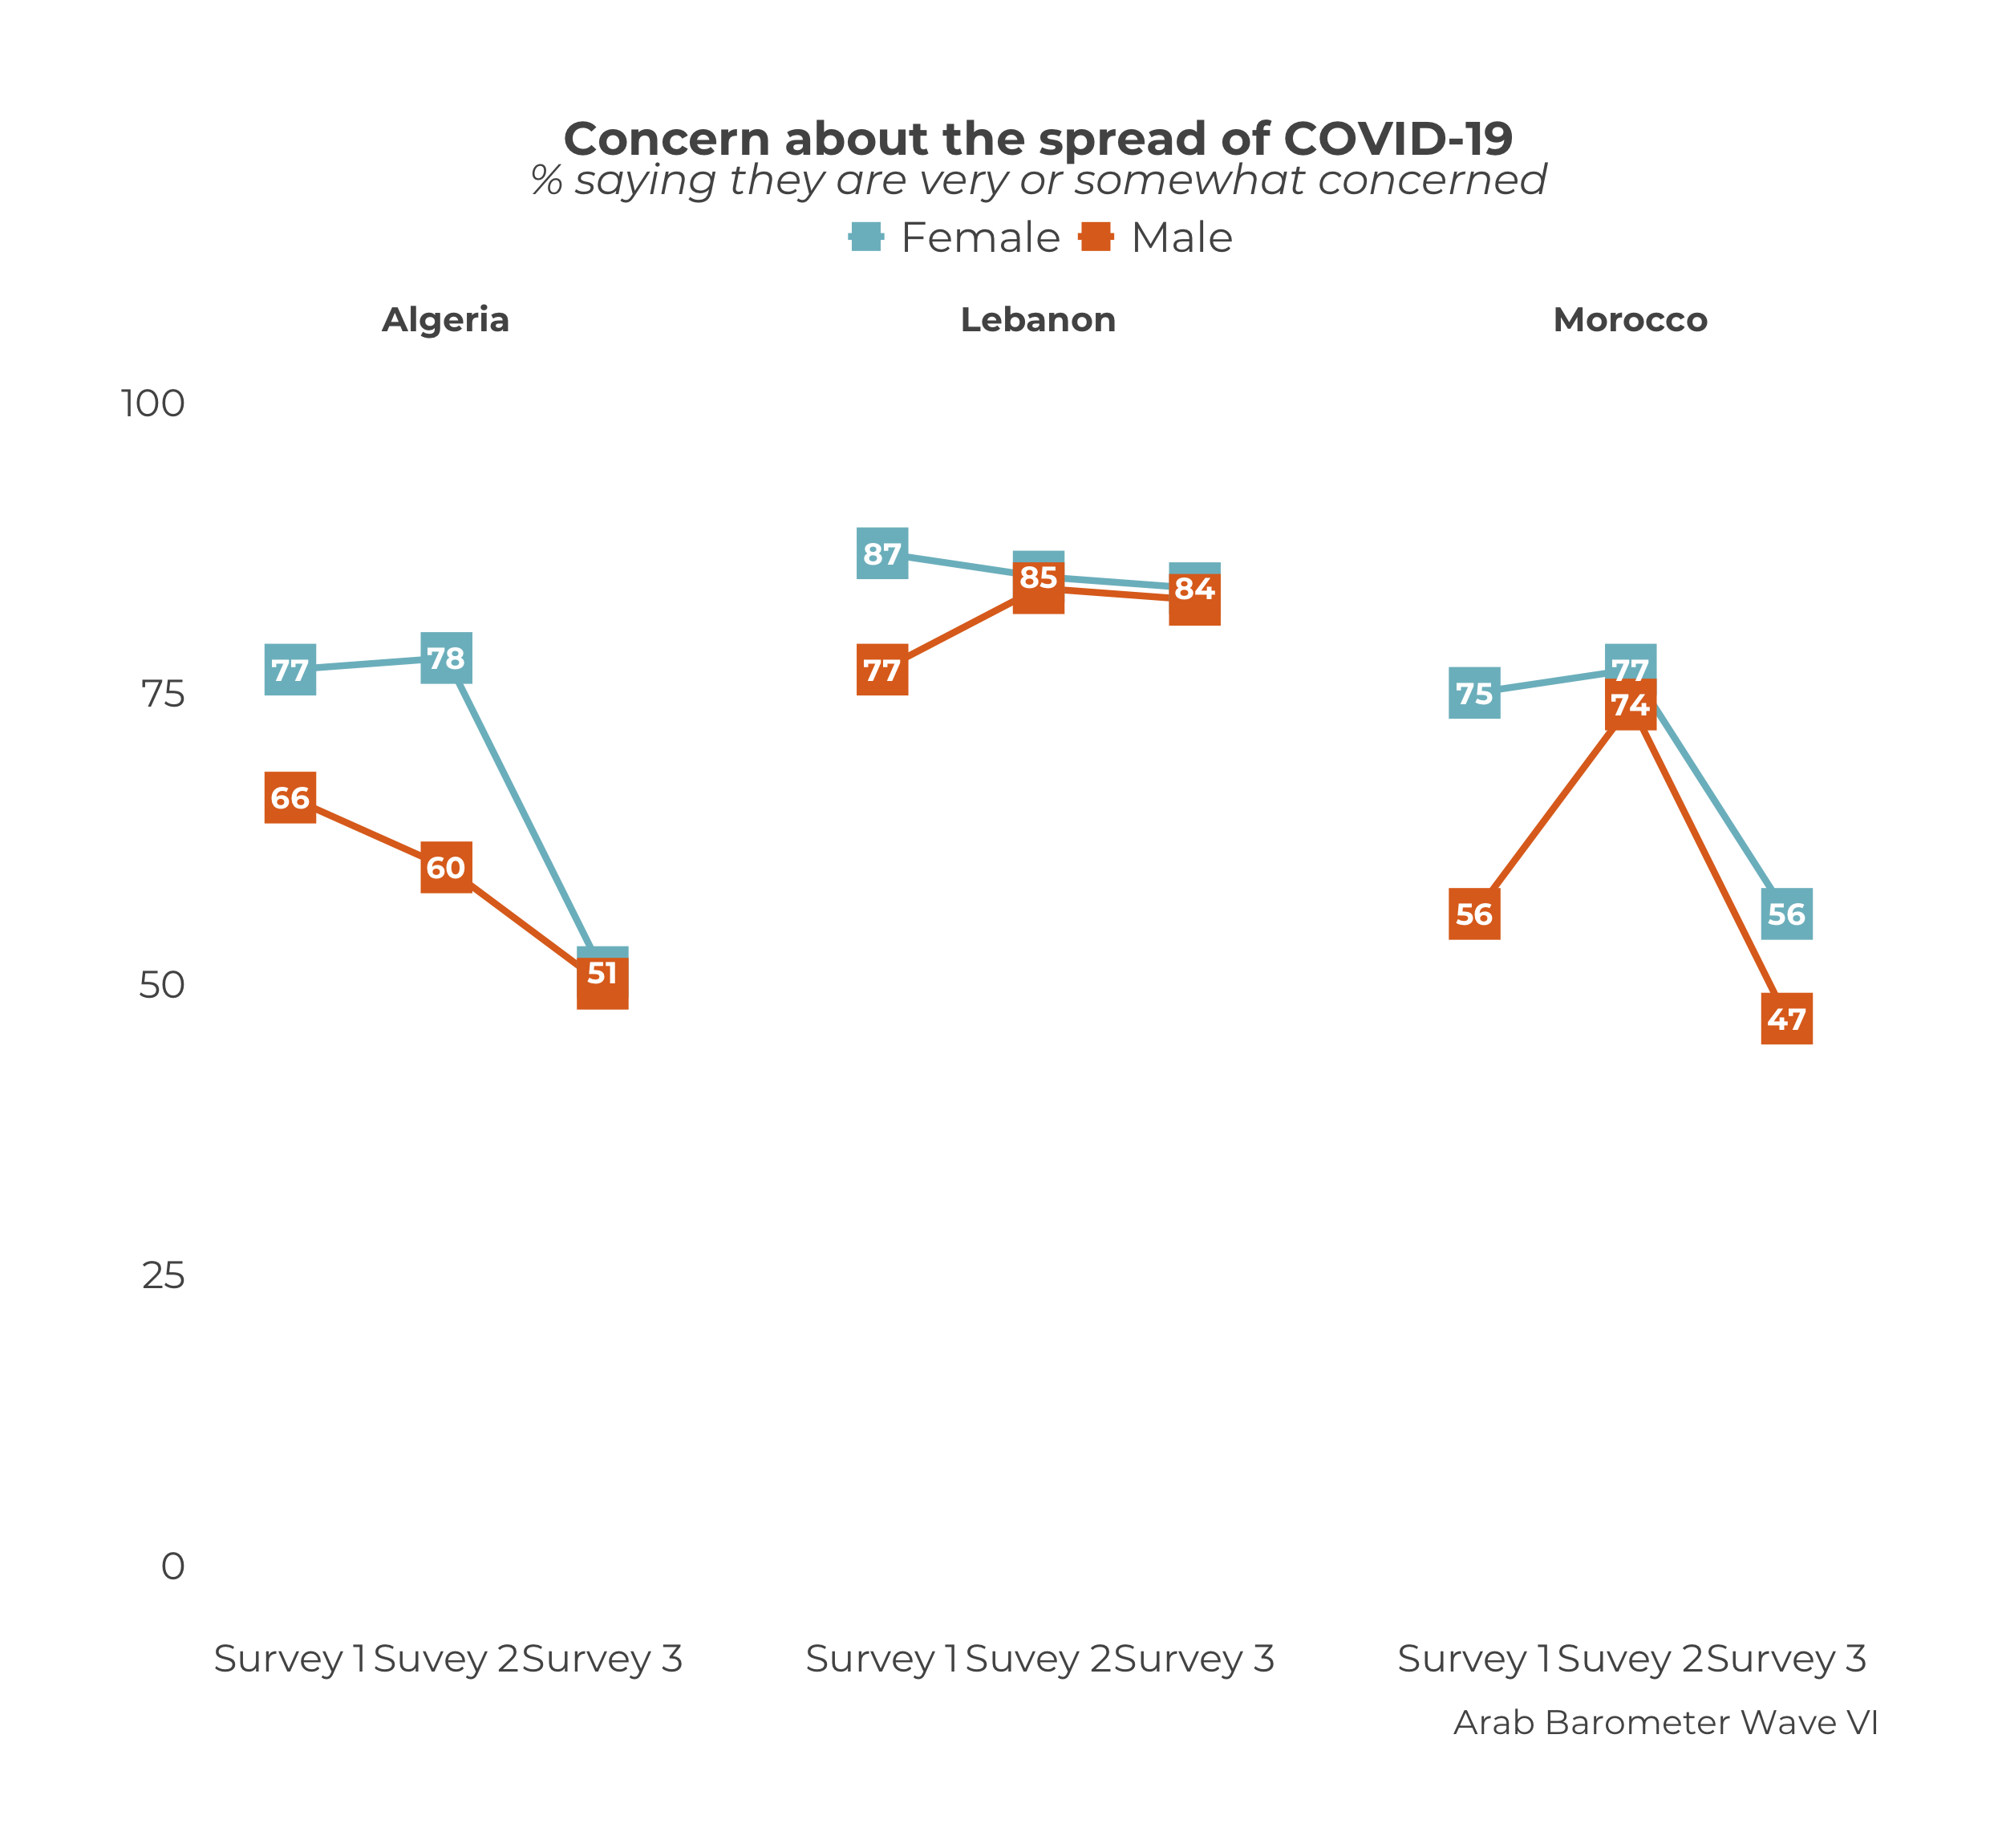 Concern about the spread of COVID-19
% saying they are very or somewhat concerned
Female Male
Algeria Lebanon Morocco
100
87
85
84
78
77 77 77
75 75
74
66
60
56 56
51
50
47
25
0
Survey 1 Suvey 2 Survey 3 Survey 1 Suvey 2 Survey 3 Survey 1 Suvey 2 Survey 3
Arab Barometer Wave VI